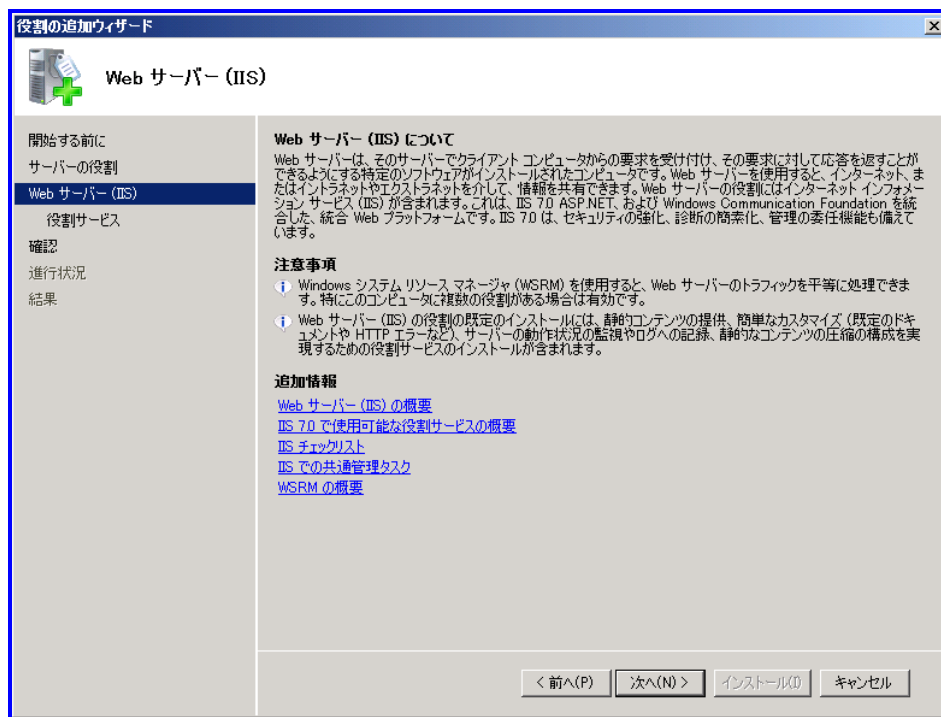 役割の追加ウィザード
Web サーバー (IIS)
開始する前に
サーバーの役割
Web サーバー (IIS)
役割サービス
確認
進行状況
結果
Web サーバー (IIS) について
Web サーバーは、そのサーバーでクライアント コンピュータからの要求を受け付け、その要求に対して応答を返すことが
できるようにする特定のソフトウェアがインストールされたコンピュータです。Web サーバーを使用すると、インターネット、ま
たはイントラネットやエクストラネットを介して、情報を共有できます。Web サーバーの役割にはインターネット インフォメー
ション サービス (IIS) が含まれます。これは、IIS 7.0 ASP.NET、および Windows Communication Foundation を統
合した、統合 Web プラットフォームです。IIS 7.0 は、セキュリティの強化、診断の簡素化、管理の委任機能も備えて
います。
注意事項
Windows システム リソース マネージャ (WSRM) を使用すると、Web サーバーのトラフィックを平等に処理できま
す。特にこのコンピュータに複数の役割がある場合は有効です。
Web サーバー (IIS) の役割の既定のインストールには、静的コンテンツの提供、簡単なカスタマイズ (既定のドキ
ュメントや HTTP エラーなど)、サーバーの動作状況の監視やログへの記録、静的なコンテンツの圧縮の構成を実
現するための役割サービスのインストールが含まれます。
追加情報
Web サーバー (IIS) の概要
IIS 7.0 で使用可能な役割サービスの概要
IIS チェックリスト
IIS での共通管理タスク
WSRM の概要
< 前へ(P) 次へ(N) > インストール(I) キャンセル